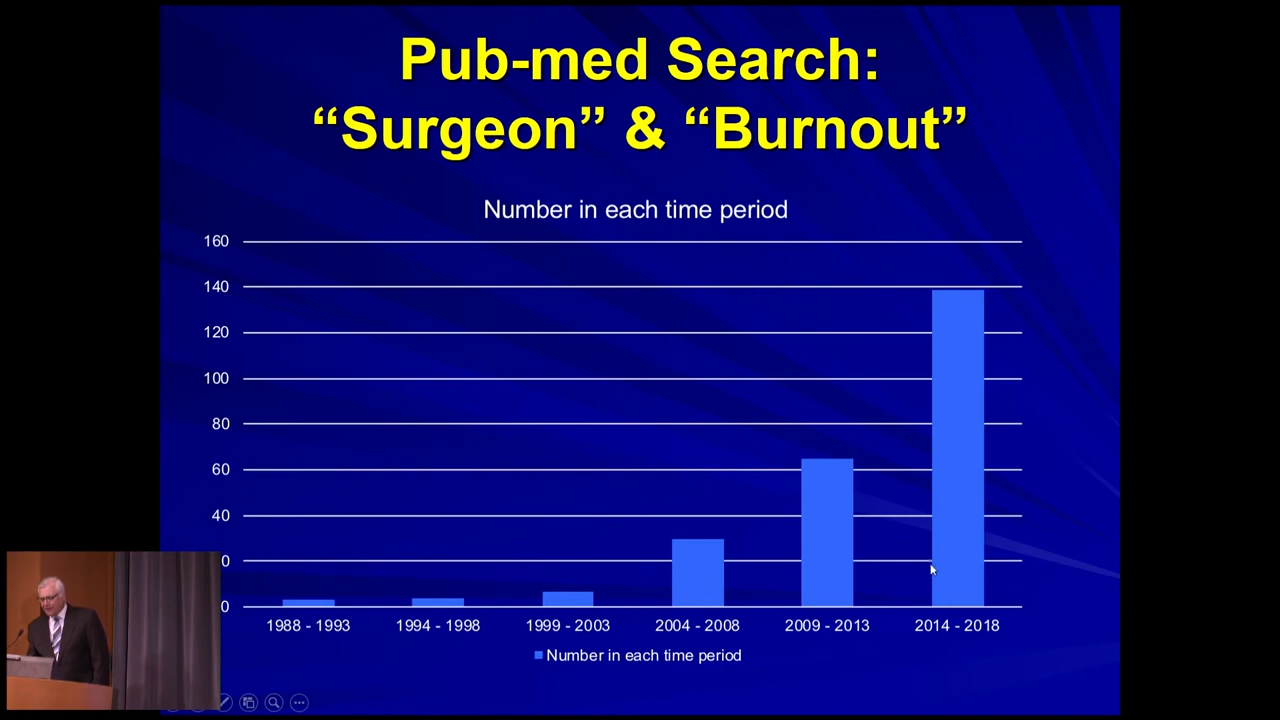 Pub-med Search:
“Surgeon” & “Burnout”
Number in each time period
160
140
120
100
80
60
40
0
0
1988 - 1993 1994 - 1998 1999 - 2003 2004 - 2008 2009 - 2013 2014 - 2018
Number in each time period